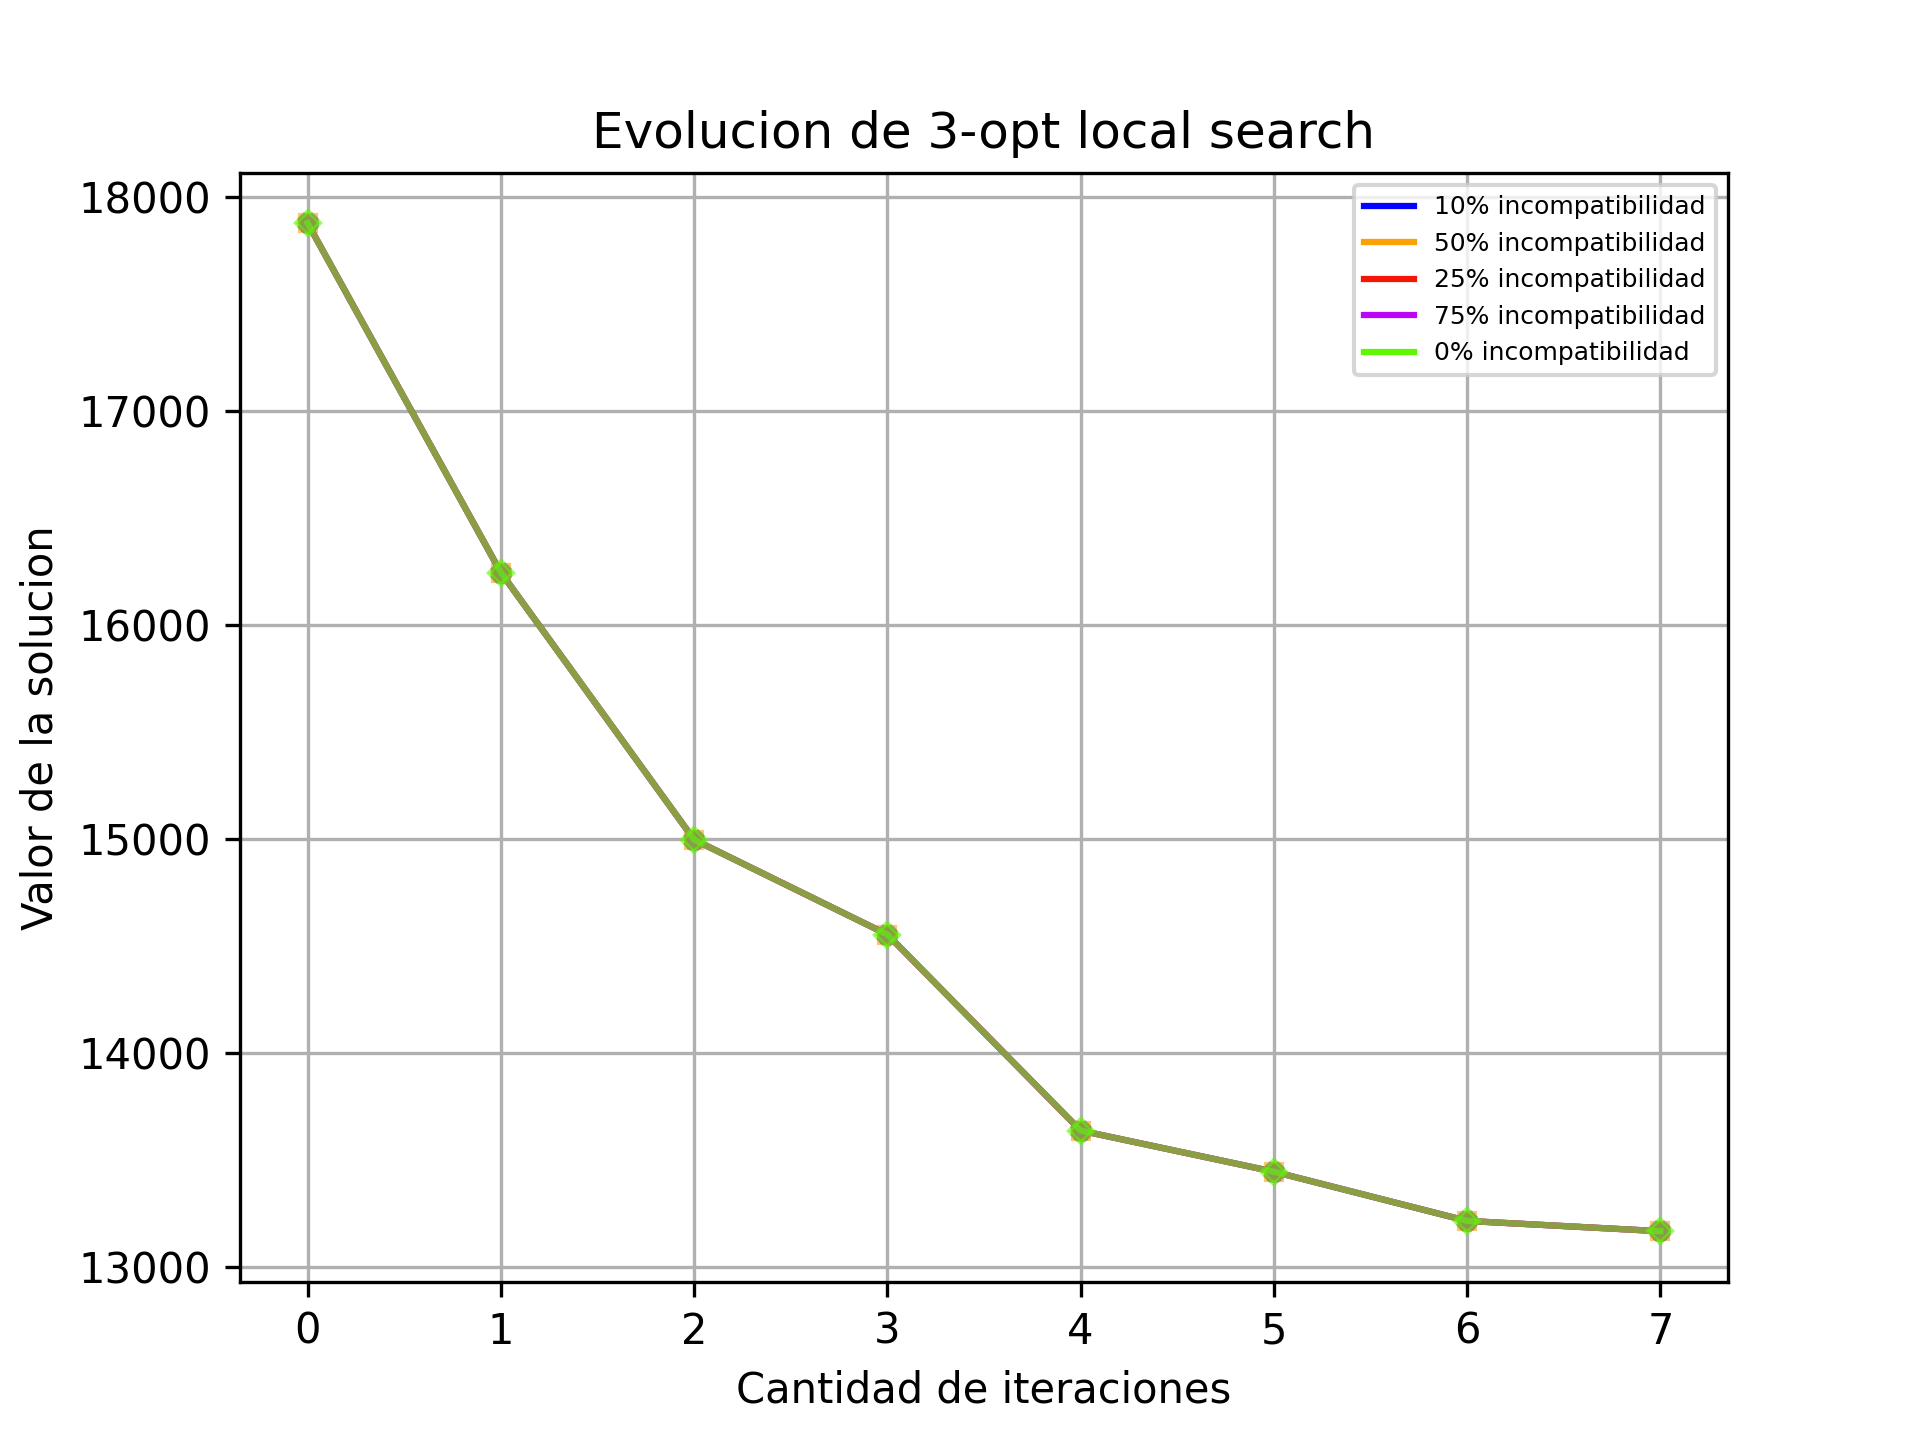 Evolucion de 3-opt local search
18000
17000
16000
15000
14000
13000
Valor de la solucion
10% incompatibilidad
50% incompatibilidad
25% incompatibilidad
75% incompatibilidad
0% incompatibilidad
0 1 2 3 4 5 6 7
Cantidad de iteraciones